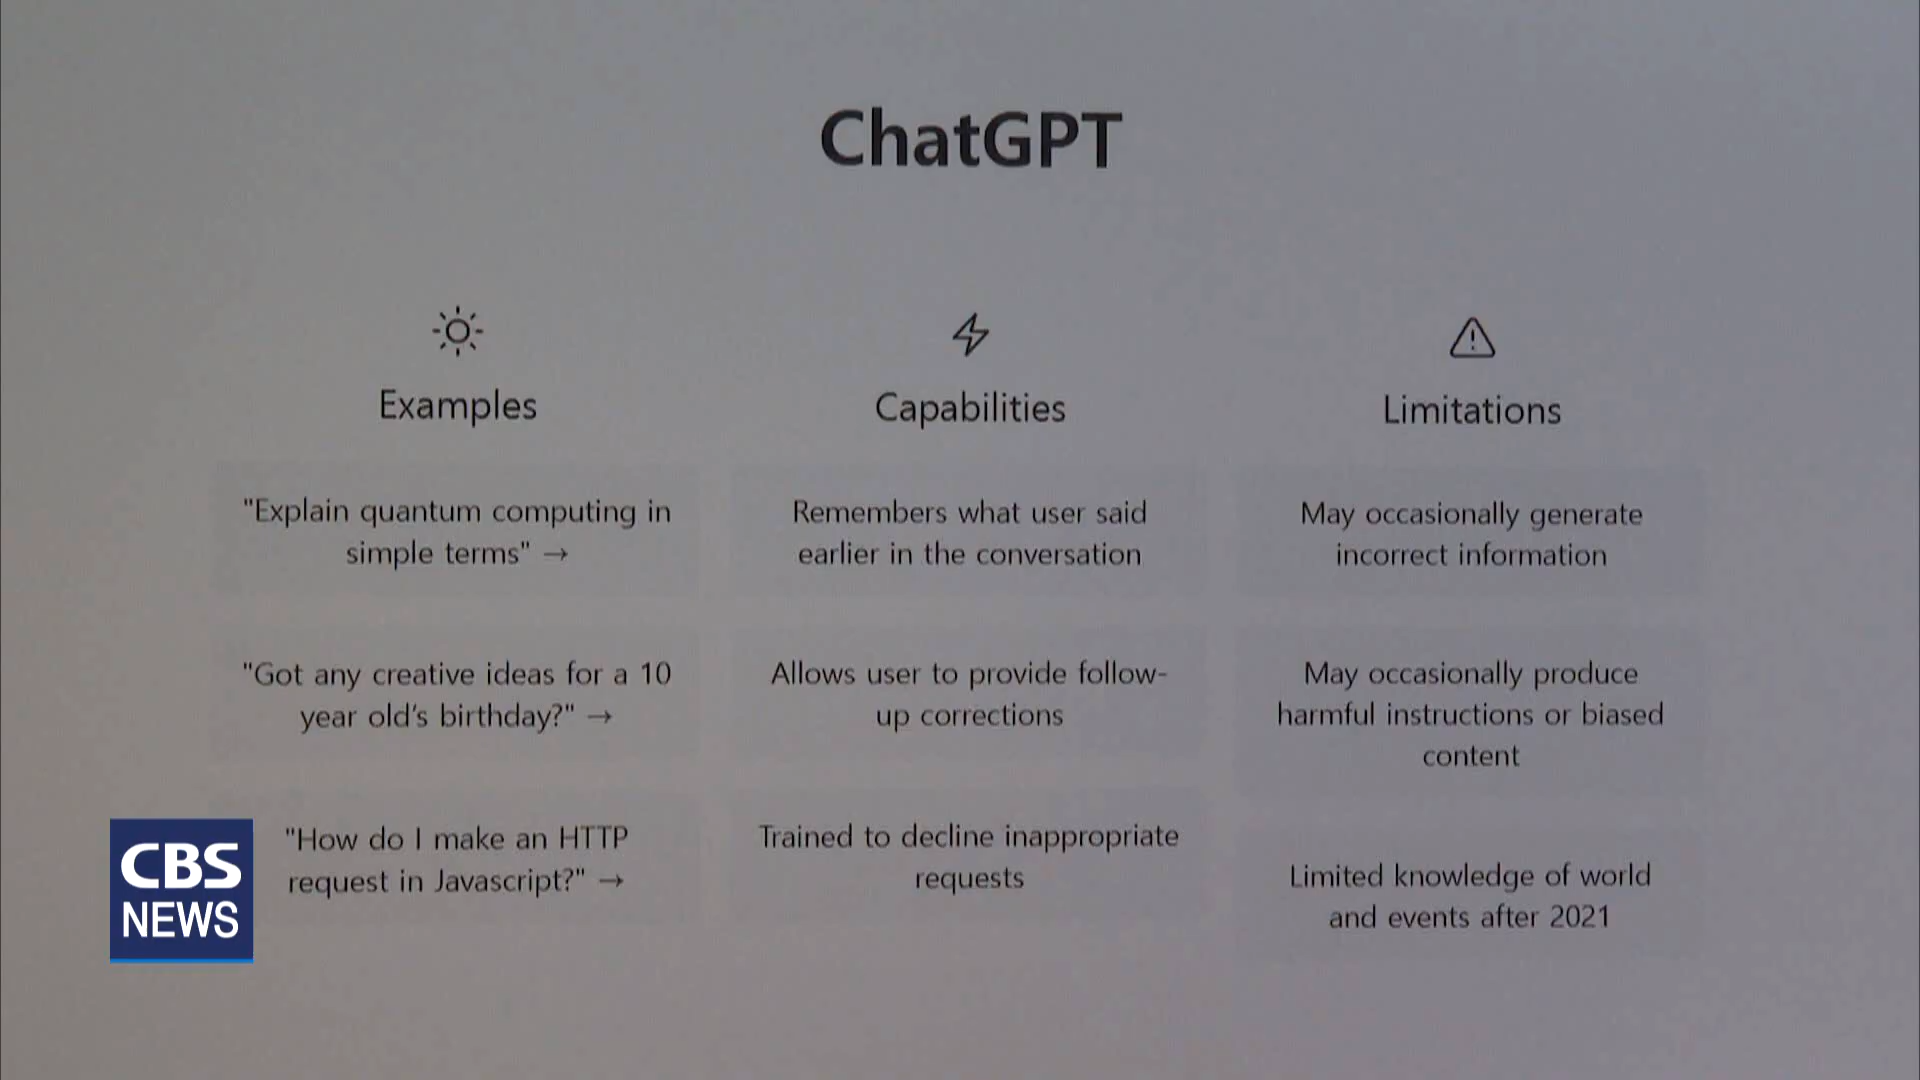 ChatGPT
Examples
"Explain quantum computing in
simple terms" →
"Got any creative ideas for a 10
year old's birthday?" →
"How do I make an HTTP
request in Javascript?" →
Capabilities
Remembers what user said
earlier in the conversation
Allows user to provide follow-
up corrections
Trained to decline inappropriate
requests
Limitations
May occasionally generate
incorrect information
May occasionally produce
harmful instructions or biased
content
Limited knowledge of world
and events after 2021
CBS
NEWS